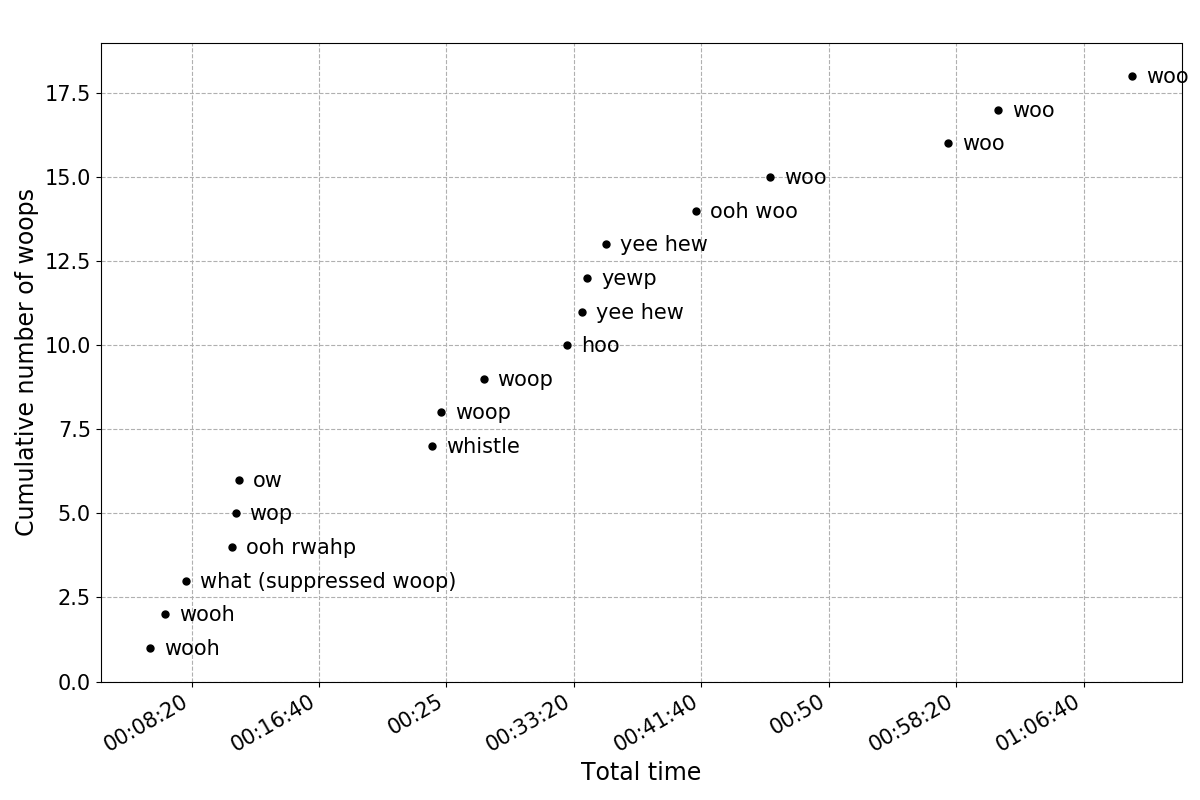 woo
17.5
woo
woo
15.0
woo
ooh woo
yee hew
12.5
yewp
yee hew
10.0
hoo
woop
woop
7.5
whistle
ow
5.0
wop
ooh rwahp
what (suppressed woop)
2.5
wooh
wooh
0.0
Cumulative number of woops
00:08:20
00:16:40
00:25
00:33:20
00:41:40
00:50
00:58:20
01:06:40
Total time